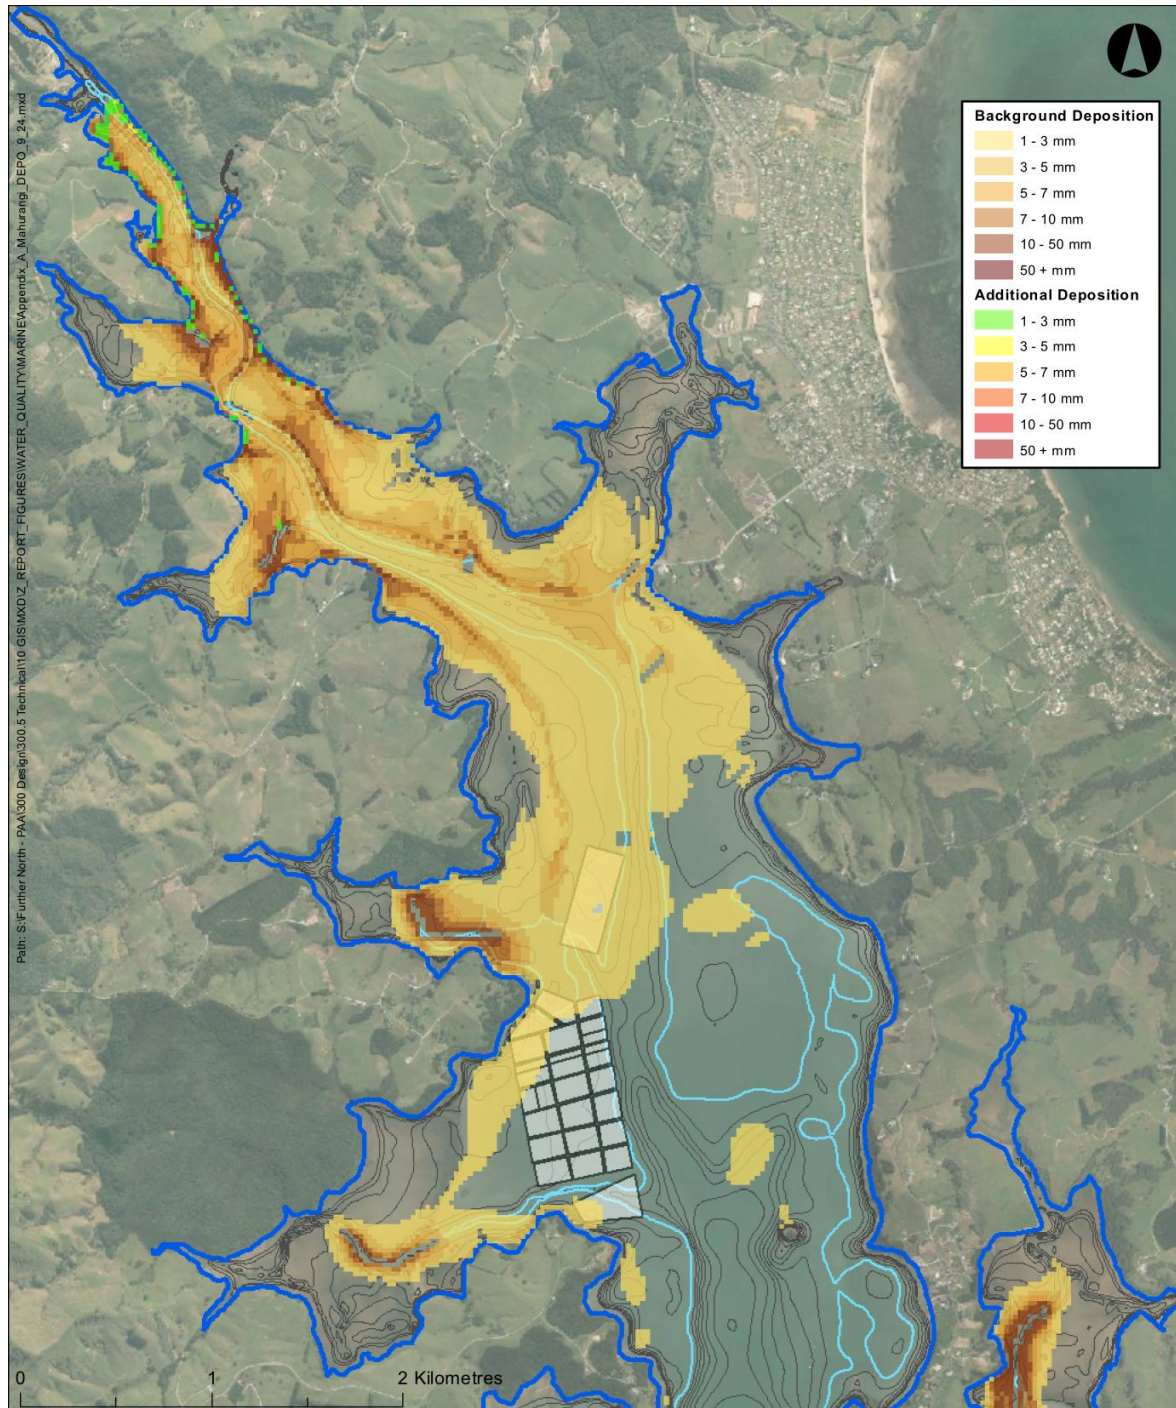 Path: S:\Further North - PAA\300 Design\300.5 Technical\10 GIS\MXD\Z_REPORT_FIGURES\WATER_QUALITY\MARINE\Appendix_A_Mahurangi_DEPO_9_24.mxd
Background Deposition
1 - 3 mm
3 - 5 mm
5 - 7 mm
7 - 10 mm
10 - 50 mm
50 + mm
Additional Deposition
1 - 3 mm
3 - 5 mm
5 - 7 mm
7 - 10 mm
10 - 50 mm
50 + mm
0 1 2 Kilometres